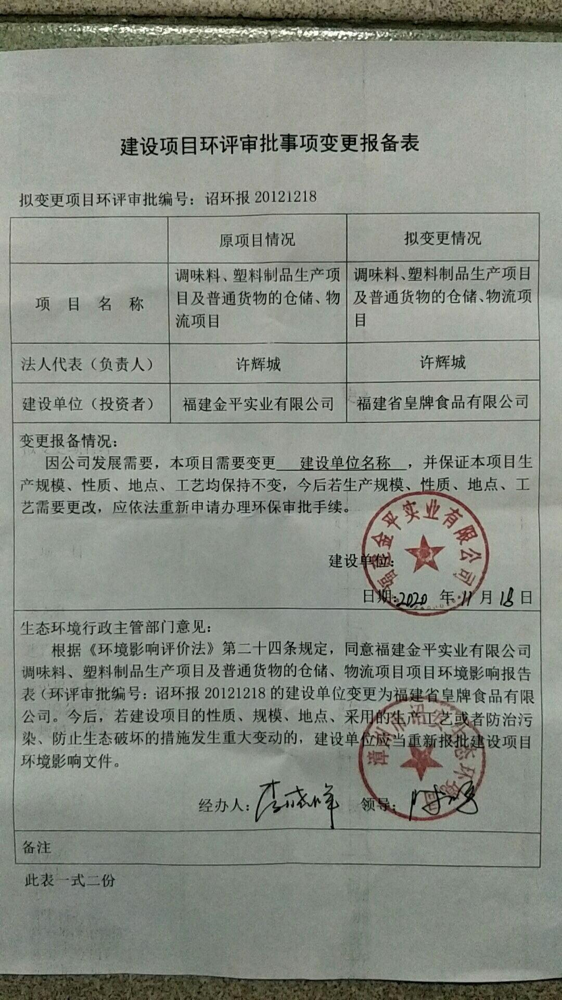 建设项目环评审批事项变更报备表
拟变更项目环评审批编号：诏环报 20121218
原项目情况
拟变更情况
项 目 名 称
调味料、塑料制品生产项
目及普通货物的仓储、物
流项目
调味料、塑料制品生产项目
及普通货物的仓储、物流项
目
法人代表（负责人）
许辉城
许辉城
建设单位（投资者）
福建金平实业有限公司
福建省皇牌食品有限公司
变更报备情况：
因公司发展需要，本项目需要变更 建设单位名称 ，并保证本项目生
产规模、性质、地点、工艺均保持不变，今后若生产规模、性质、地点、工
艺需要更改，应依法重新申请办理环保审批手续。
福建金平实业有限公司
建设单位：
日期：2020 年 11 月 18 日
生态环境行政主管部门意见：
根据《环境影响评价法》第二十四条规定，同意福建金平实业有限公司
调味料、塑料制品生产项目及普通货物的仓储、物流项目项目环境影响报告
表（环评审批编号：诏环报 20121218 的建设单位变更为福建省皇牌食品有限
公司。今后，若建设项目的性质、规模、地点、采用的生产工艺或者防治污
染、防止生态破坏的措施发生重大变动的，建设单位应当重新报批建设项目
环境影响文件。
漳州市诏安生态环境局
经办人： 领导：
备注
此表一式二份